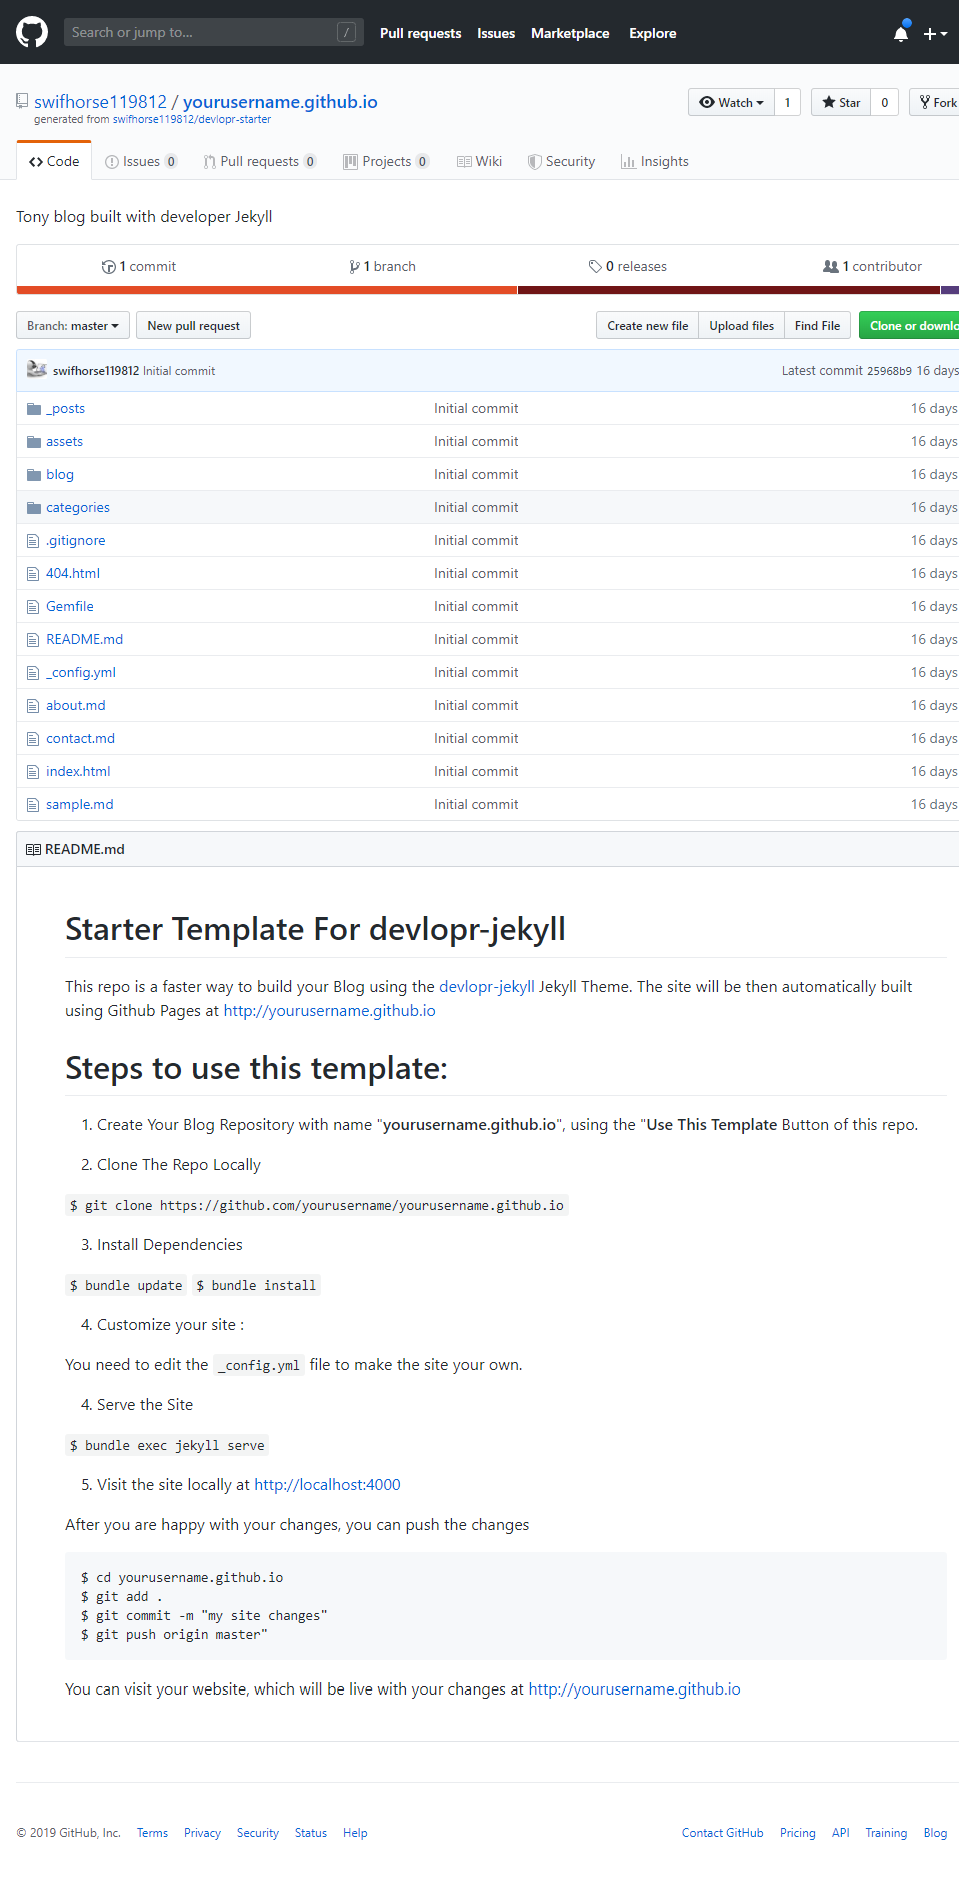 Search or jump to... / Pull requests Issues Marketplace Explore
swifhorse119812 / yourusername.github.io Watch 1 Star 0 Fork
generated from swifhorse119812/devlopr-starter
Code Issues 0 Pull requests 0 Projects 0 Wiki Security Insights
Tony blog built with developer Jekyll
1 commit 1 branch 0 releases 1 contributor
Branch: master New pull request Create new file Upload files Find File Clone or downlo
swifhorse119812 Initial commit Latest commit 25968b9 16 days
_posts Initial commit 16 days
assets Initial commit 16 days
blog Initial commit 16 days
categories Initial commit 16 days
.gitignore Initial commit 16 days
404.html Initial commit 16 days
Gemfile Initial commit 16 days
README.md Initial commit 16 days
_config.yml Initial commit 16 days
about.md Initial commit 16 days
contact.md Initial commit 16 days
index.html Initial commit 16 days
sample.md Initial commit 16 days
README.md
Starter Template For devlopr-jekyll
This repo is a faster way to build your Blog using the devlopr-jekyll Jekyll Theme. The site will be then automatically built
using Github Pages at http://yourusername.github.io
Steps to use this template:
1. Create Your Blog Repository with name "yourusername.github.io", using the "Use This Template Button of this repo.
2. Clone The Repo Locally
$ git clone https://github.com/yourusername/yourusername.github.io
3. Install Dependencies
$ bundle update $ bundle install
4. Customize your site :
You need to edit the _config.yml file to make the site your own.
4. Serve the Site
$ bundle exec jekyll serve
5. Visit the site locally at http://localhost:4000
After you are happy with your changes, you can push the changes
$ cd yourusername.github.io
$ git add .
$ git commit -m "my site changes"
$ git push origin master"
You can visit your website, which will be live with your changes at http://yourusername.github.io
© 2019 GitHub, Inc. Terms Privacy Security Status Help Contact GitHub Pricing API Training Blog